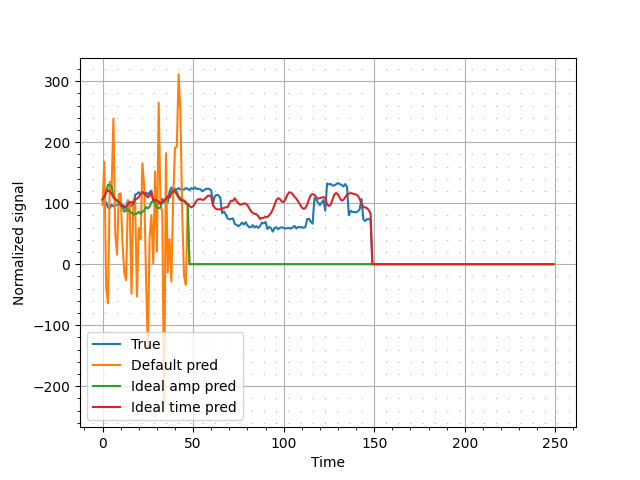 300
200
100
0
−100
−200
Normalized signal
True
Default pred
Ideal amp pred
Ideal time pred
0 50 100 150 200 250
Time